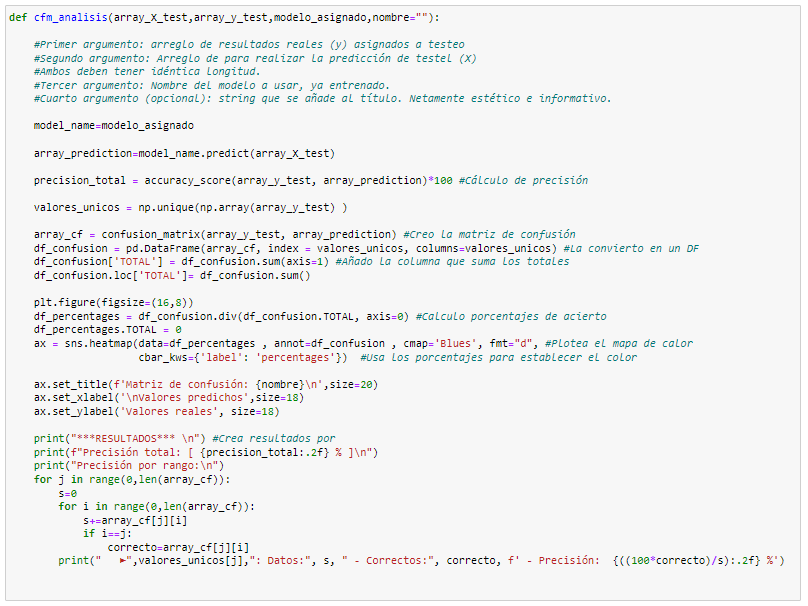 def cfm_analisis(array_X_test,array_y_test,modelo_asignado,nombre=""):
#Primer argumento: arreglo de resultados reales (y) asignados a testeo
#Segundo argumento: Arreglo de para realizar la predicción de testel (X)
#Ambos deben tener idéntica longitud.
#Tercer argumento: Nombre del modelo a usar, ya entrenado.
#Cuarto argumento (opcional): string que se añade al título. Netamente estético e informativo.
model_name=modelo_asignado
array_prediction=model_name.predict(array_X_test)
precision_total = accuracy_score(array_y_test, array_prediction)*100 #Cálculo de precisión
valores_unicos = np.unique(np.array(array_y_test) )
array_cf = confusion_matrix(array_y_test, array_prediction) #Creo la matriz de confusión
df_confusion = pd.DataFrame(array_cf, index = valores_unicos, columns=valores_unicos) #La convierto en un DF
df_confusion['TOTAL'] = df_confusion.sum(axis=1) #Añado la columna que suma los totales
df_confusion.loc['TOTAL']= df_confusion.sum()
plt.figure(figsize=(16,8))
df_percentages = df_confusion.div(df_confusion.TOTAL, axis=0) #Calculo porcentajes de acierto
df_percentages.TOTAL = 0
ax = sns.heatmap(data=df_percentages , annot=df_confusion , cmap='Blues', fmt="d", #Plotea el mapa de calor
cbar_kws={'label': 'percentages'})  #Usa los porcentajes para establecer el color
ax.set_title(f'Matriz de confusión: {nombre}\n',size=20)
ax.set_xlabel('\nValores predichos',size=18)
ax.set_ylabel('Valores reales', size=18)
print("***RESULTADOS*** \n") #Crea resultados por
print(f"Precisión total: [ {precision_total:.2f} % ]\n")
print("Precisión por rango:\n")
for j in range(0,len(array_cf)):
s=0
for i in range(0,len(array_cf)):
s+=array_cf[j][i]
if i==j:
correcto=array_cf[j][i]
print("   ►",valores_unicos[j],": Datos:", s, " - Correctos:", correcto, f' - Precisión:  {((100*correcto)/s):.2f} %')